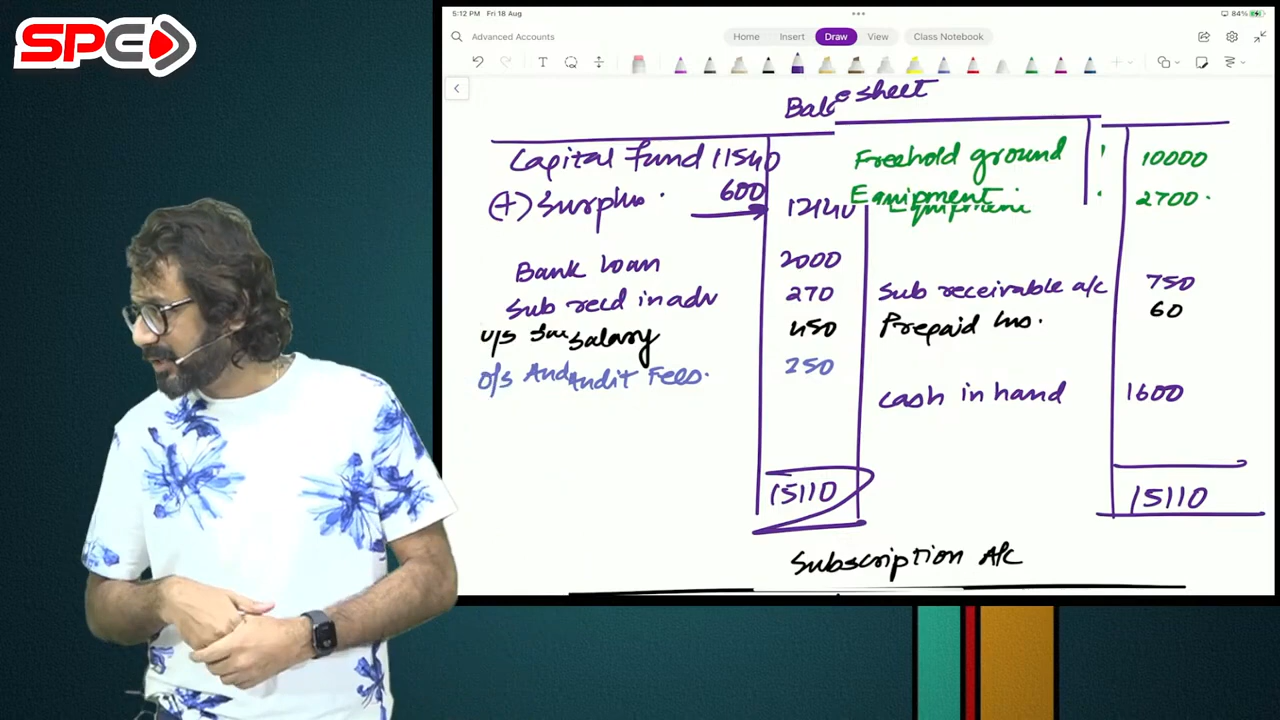 SPE
5:12 PM Fri 18 Aug
84%
Advanced Accounts
Home Insert Draw View Class Notebook
Balance sheet
Capital Fund 11540
(+) Surplus. 600
12140
Bank loan 2000
Sub recd in adv 270
o/s Salary 450
o/s Audit Fees. 250
15110
Freehold ground 10000
Equipment 2700
Sub receivable a/c 750
Prepaid Ins. 60
Cash in hand 1600
15110
Subscription A/c